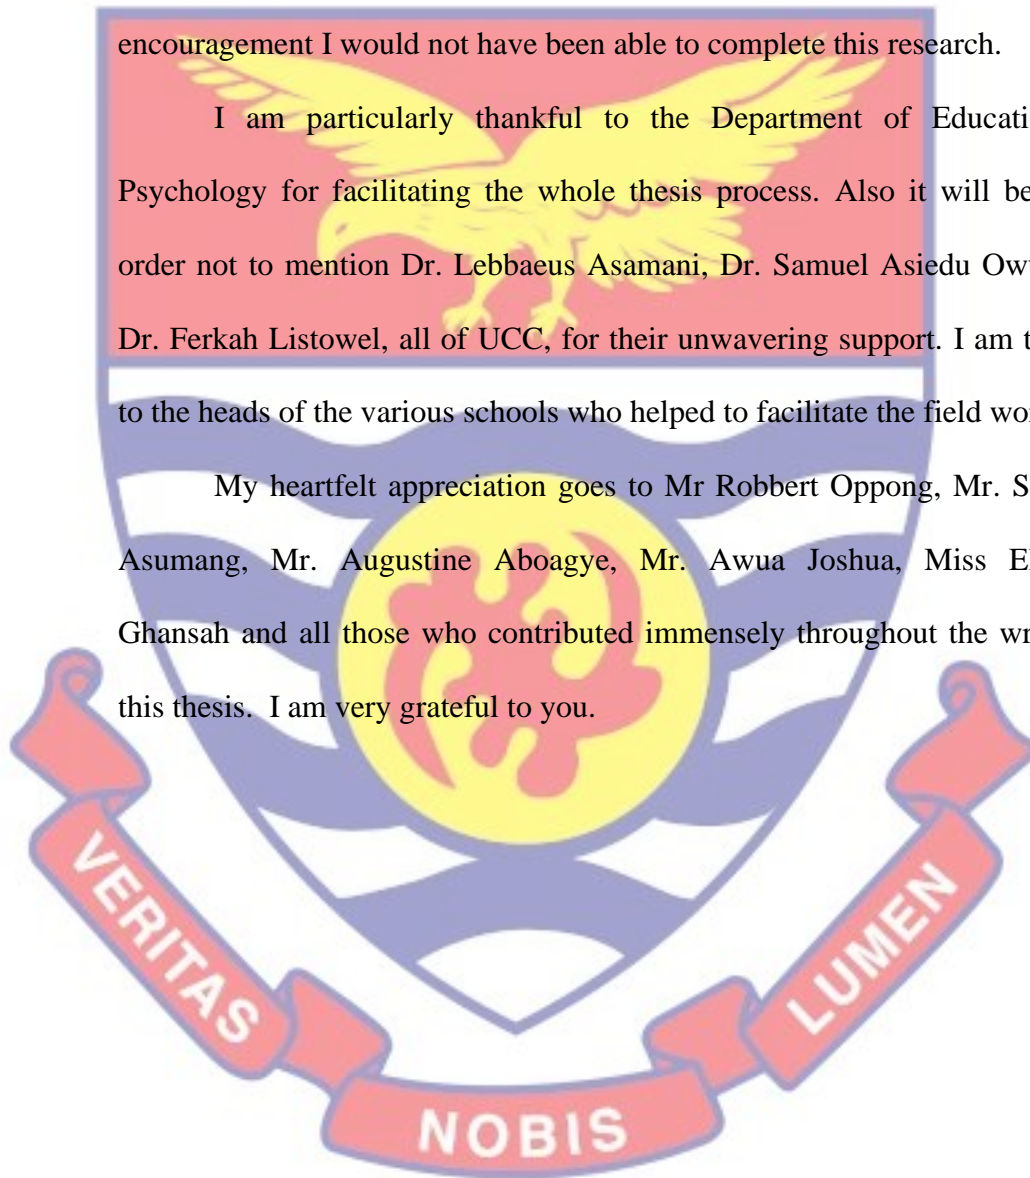 encouragement I would not have been able to complete this research.
I am particularly thankful to the Department of
Psychology for facilitating the whole thesis process. Also it will be
order not to mention Dr. Lebbaeus Asamani, Dr. Samuel Asiedu
Dr. Ferkah Listowel, all of UCC, for their unwavering support. I am
to the heads of the various schools who helped to facilitate the field
My heartfelt appreciation goes to Mr Robbert Oppong, Mr.
Asumang, Mr. Augustine Aboagye, Mr. Awua Joshua, Miss
Ghansah and all those who contributed immensely throughout the
this thesis. I am very grateful to you.
VERITAS
NOBIS
LUMEN